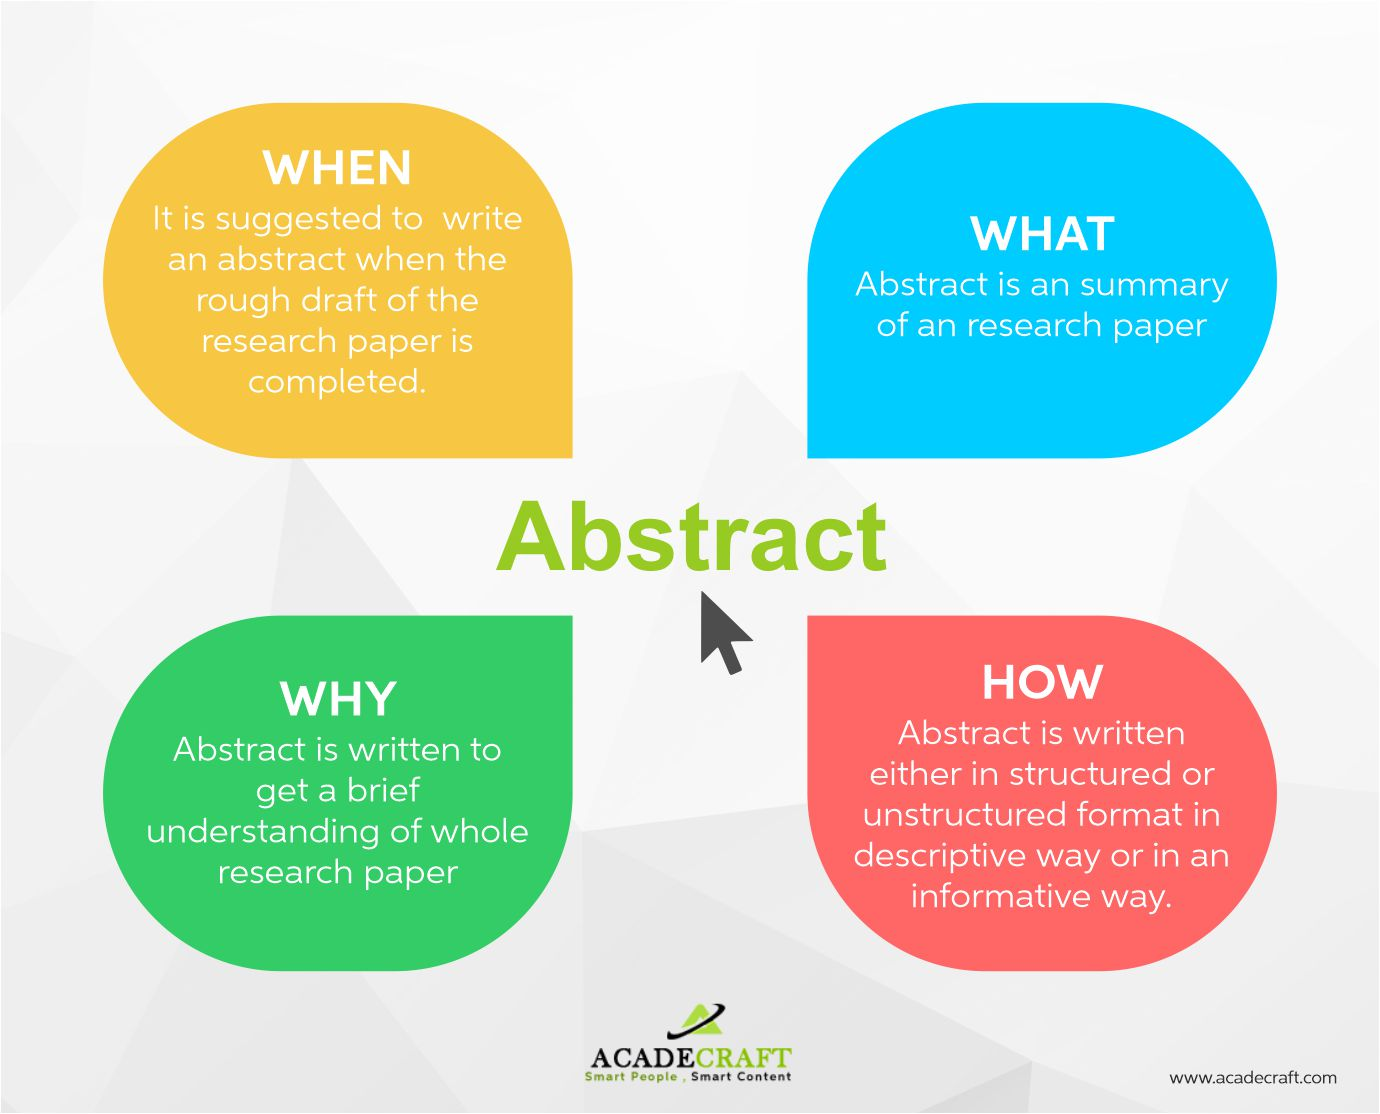 WHEN
It is suggested to  write
an abstract when the
rough draft of the
research paper is
completed.
WHAT
Abstract is an summary
of an research paper
Abstract
WHY
Abstract is written to
get a brief
understanding of whole
research paper
HOW
Abstract is written
either in structured or
unstructured format in
descriptive way or in an
informative way.
ACADECRAFT
Smart People , Smart Content
www.acadecraft.com